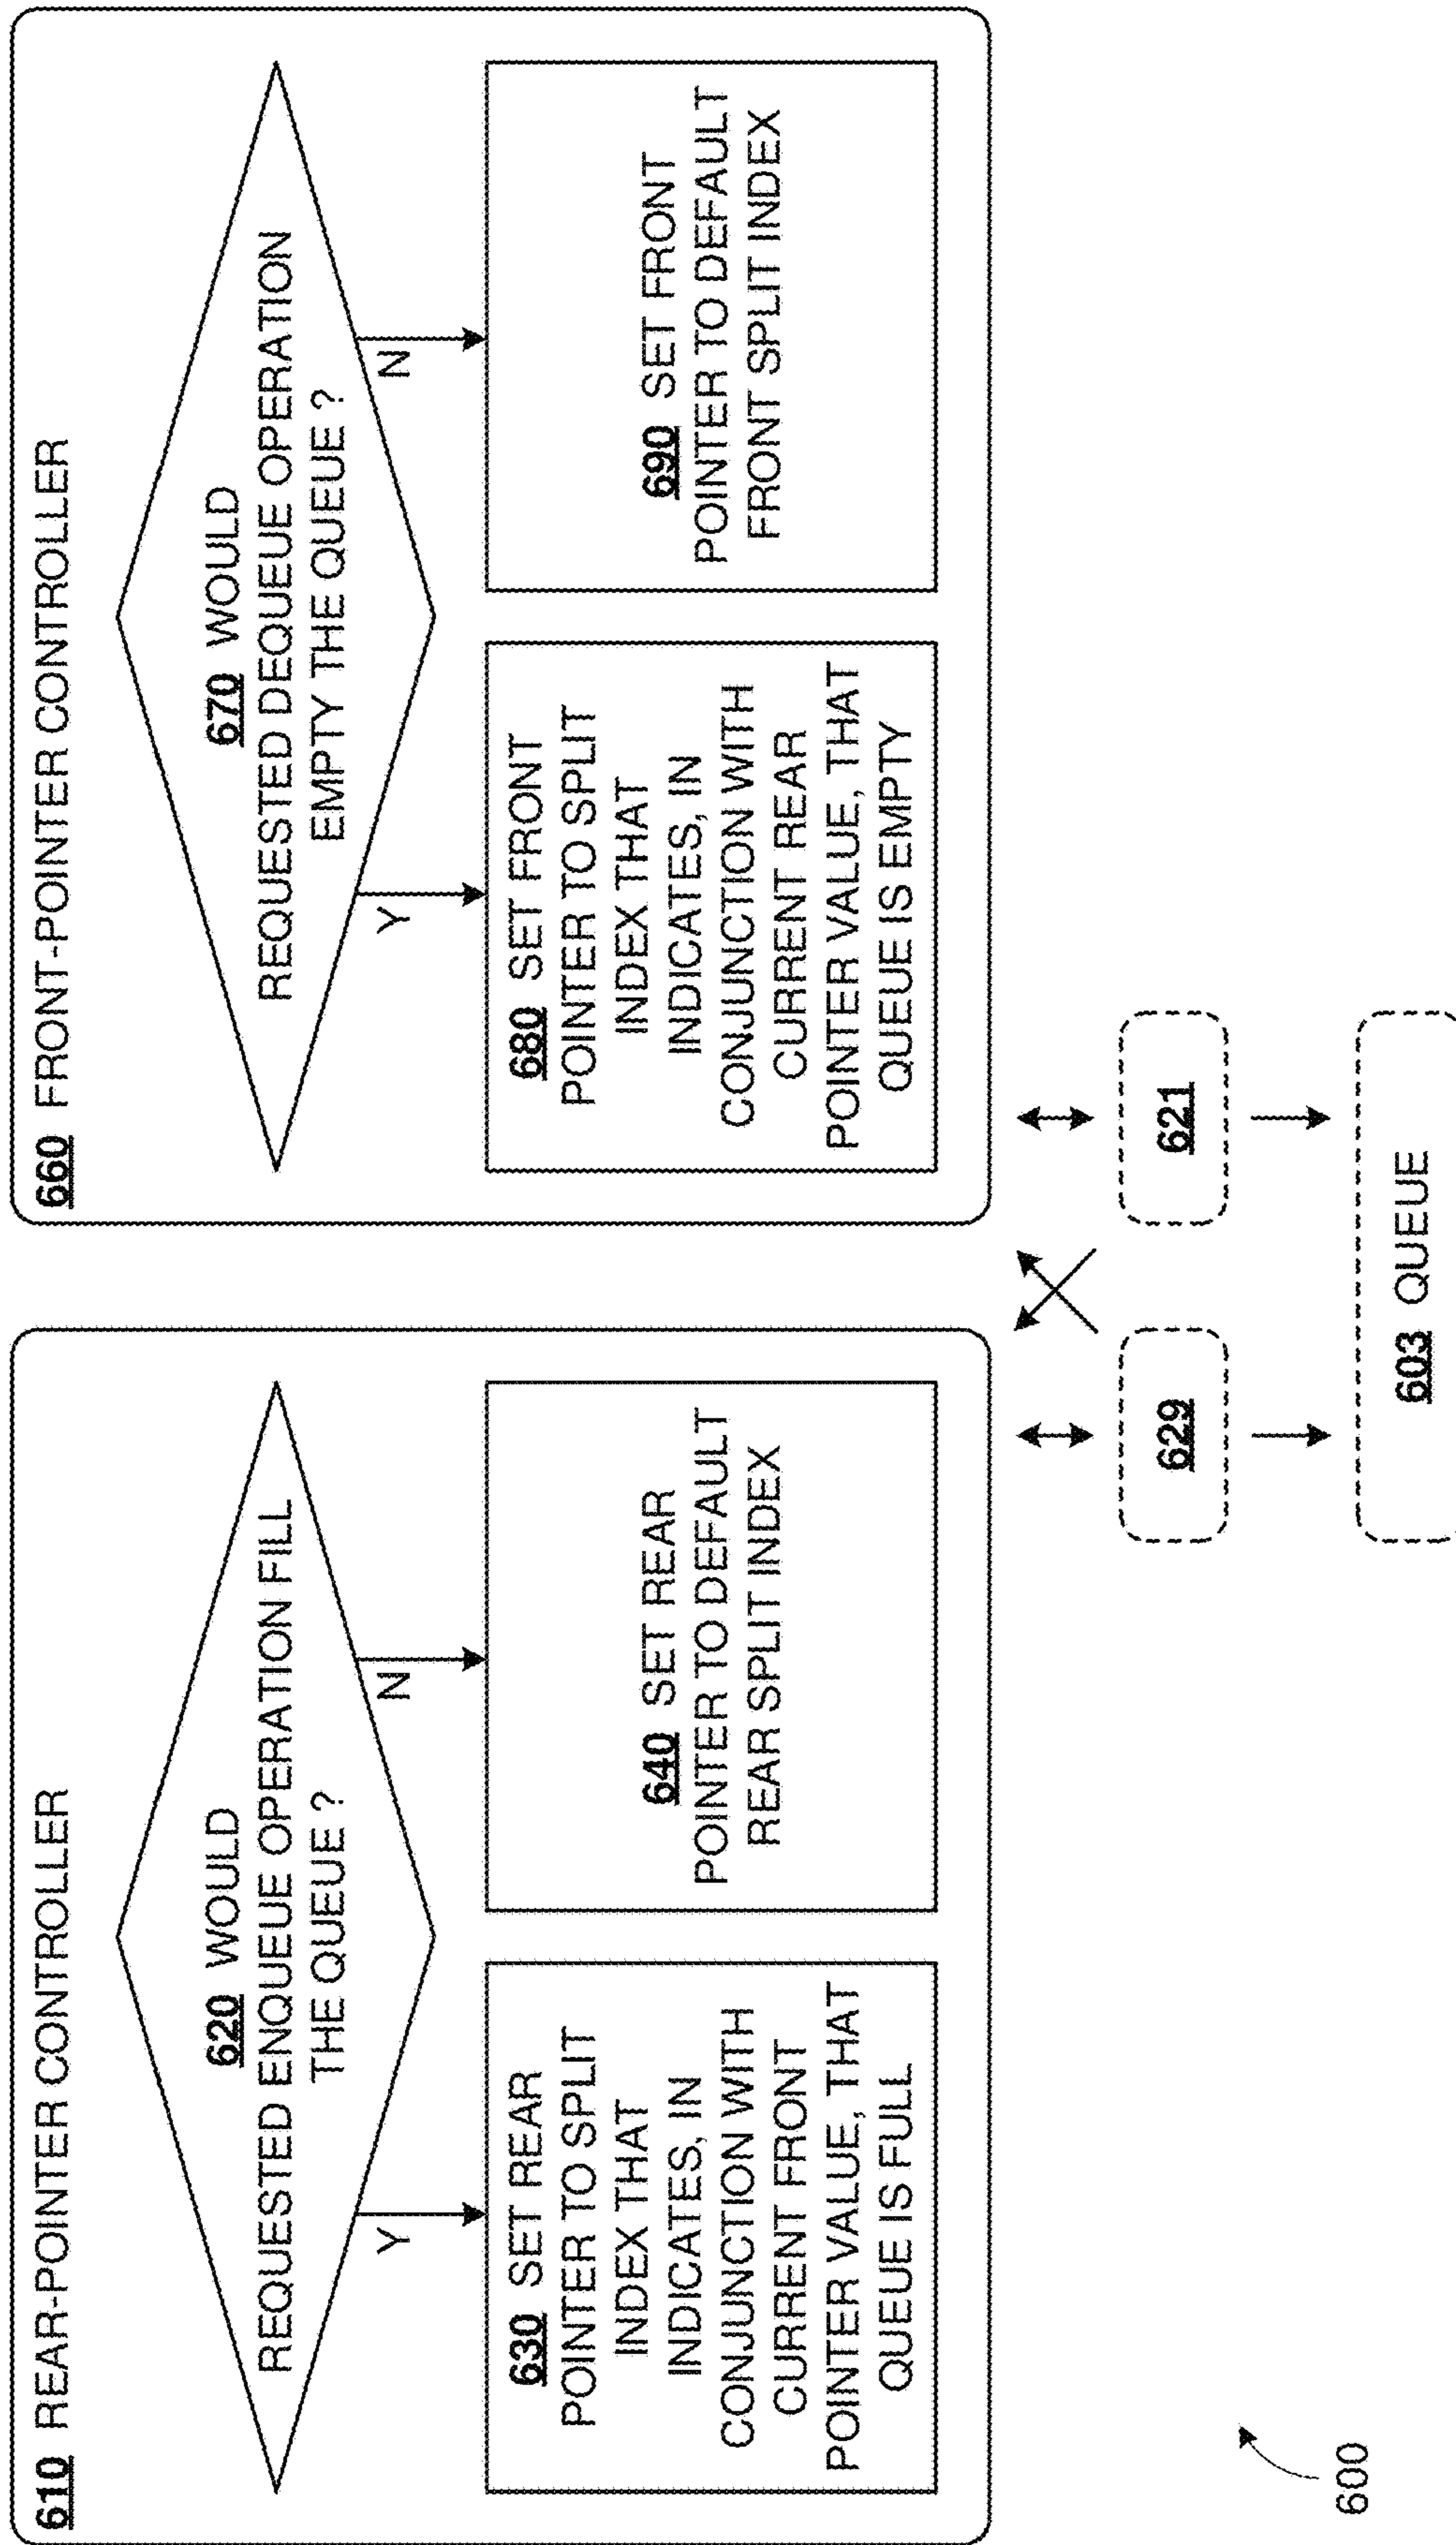 610 REAR-POINTER CONTROLLER
620 WOULD
REQUESTED ENQUEUE OPERATION FILL
THE QUEUE ?
Y
N
630 SET REAR
POINTER TO SPLIT
INDEX THAT
INDICATES, IN
CONJUNCTION WITH
CURRENT FRONT
POINTER VALUE, THAT
QUEUE IS FULL
640 SET REAR
POINTER TO DEFAULT
REAR SPLIT INDEX
660 FRONT-POINTER CONTROLLER
670 WOULD
REQUESTED DEQUEUE OPERATION
EMPTY THE QUEUE ?
Y
N
680 SET FRONT
POINTER TO SPLIT
INDEX THAT
INDICATES, IN
CONJUNCTION WITH
CURRENT REAR
POINTER VALUE, THAT
QUEUE IS EMPTY
690 SET FRONT
POINTER TO DEFAULT
FRONT SPLIT INDEX
629
621
603 QUEUE
600